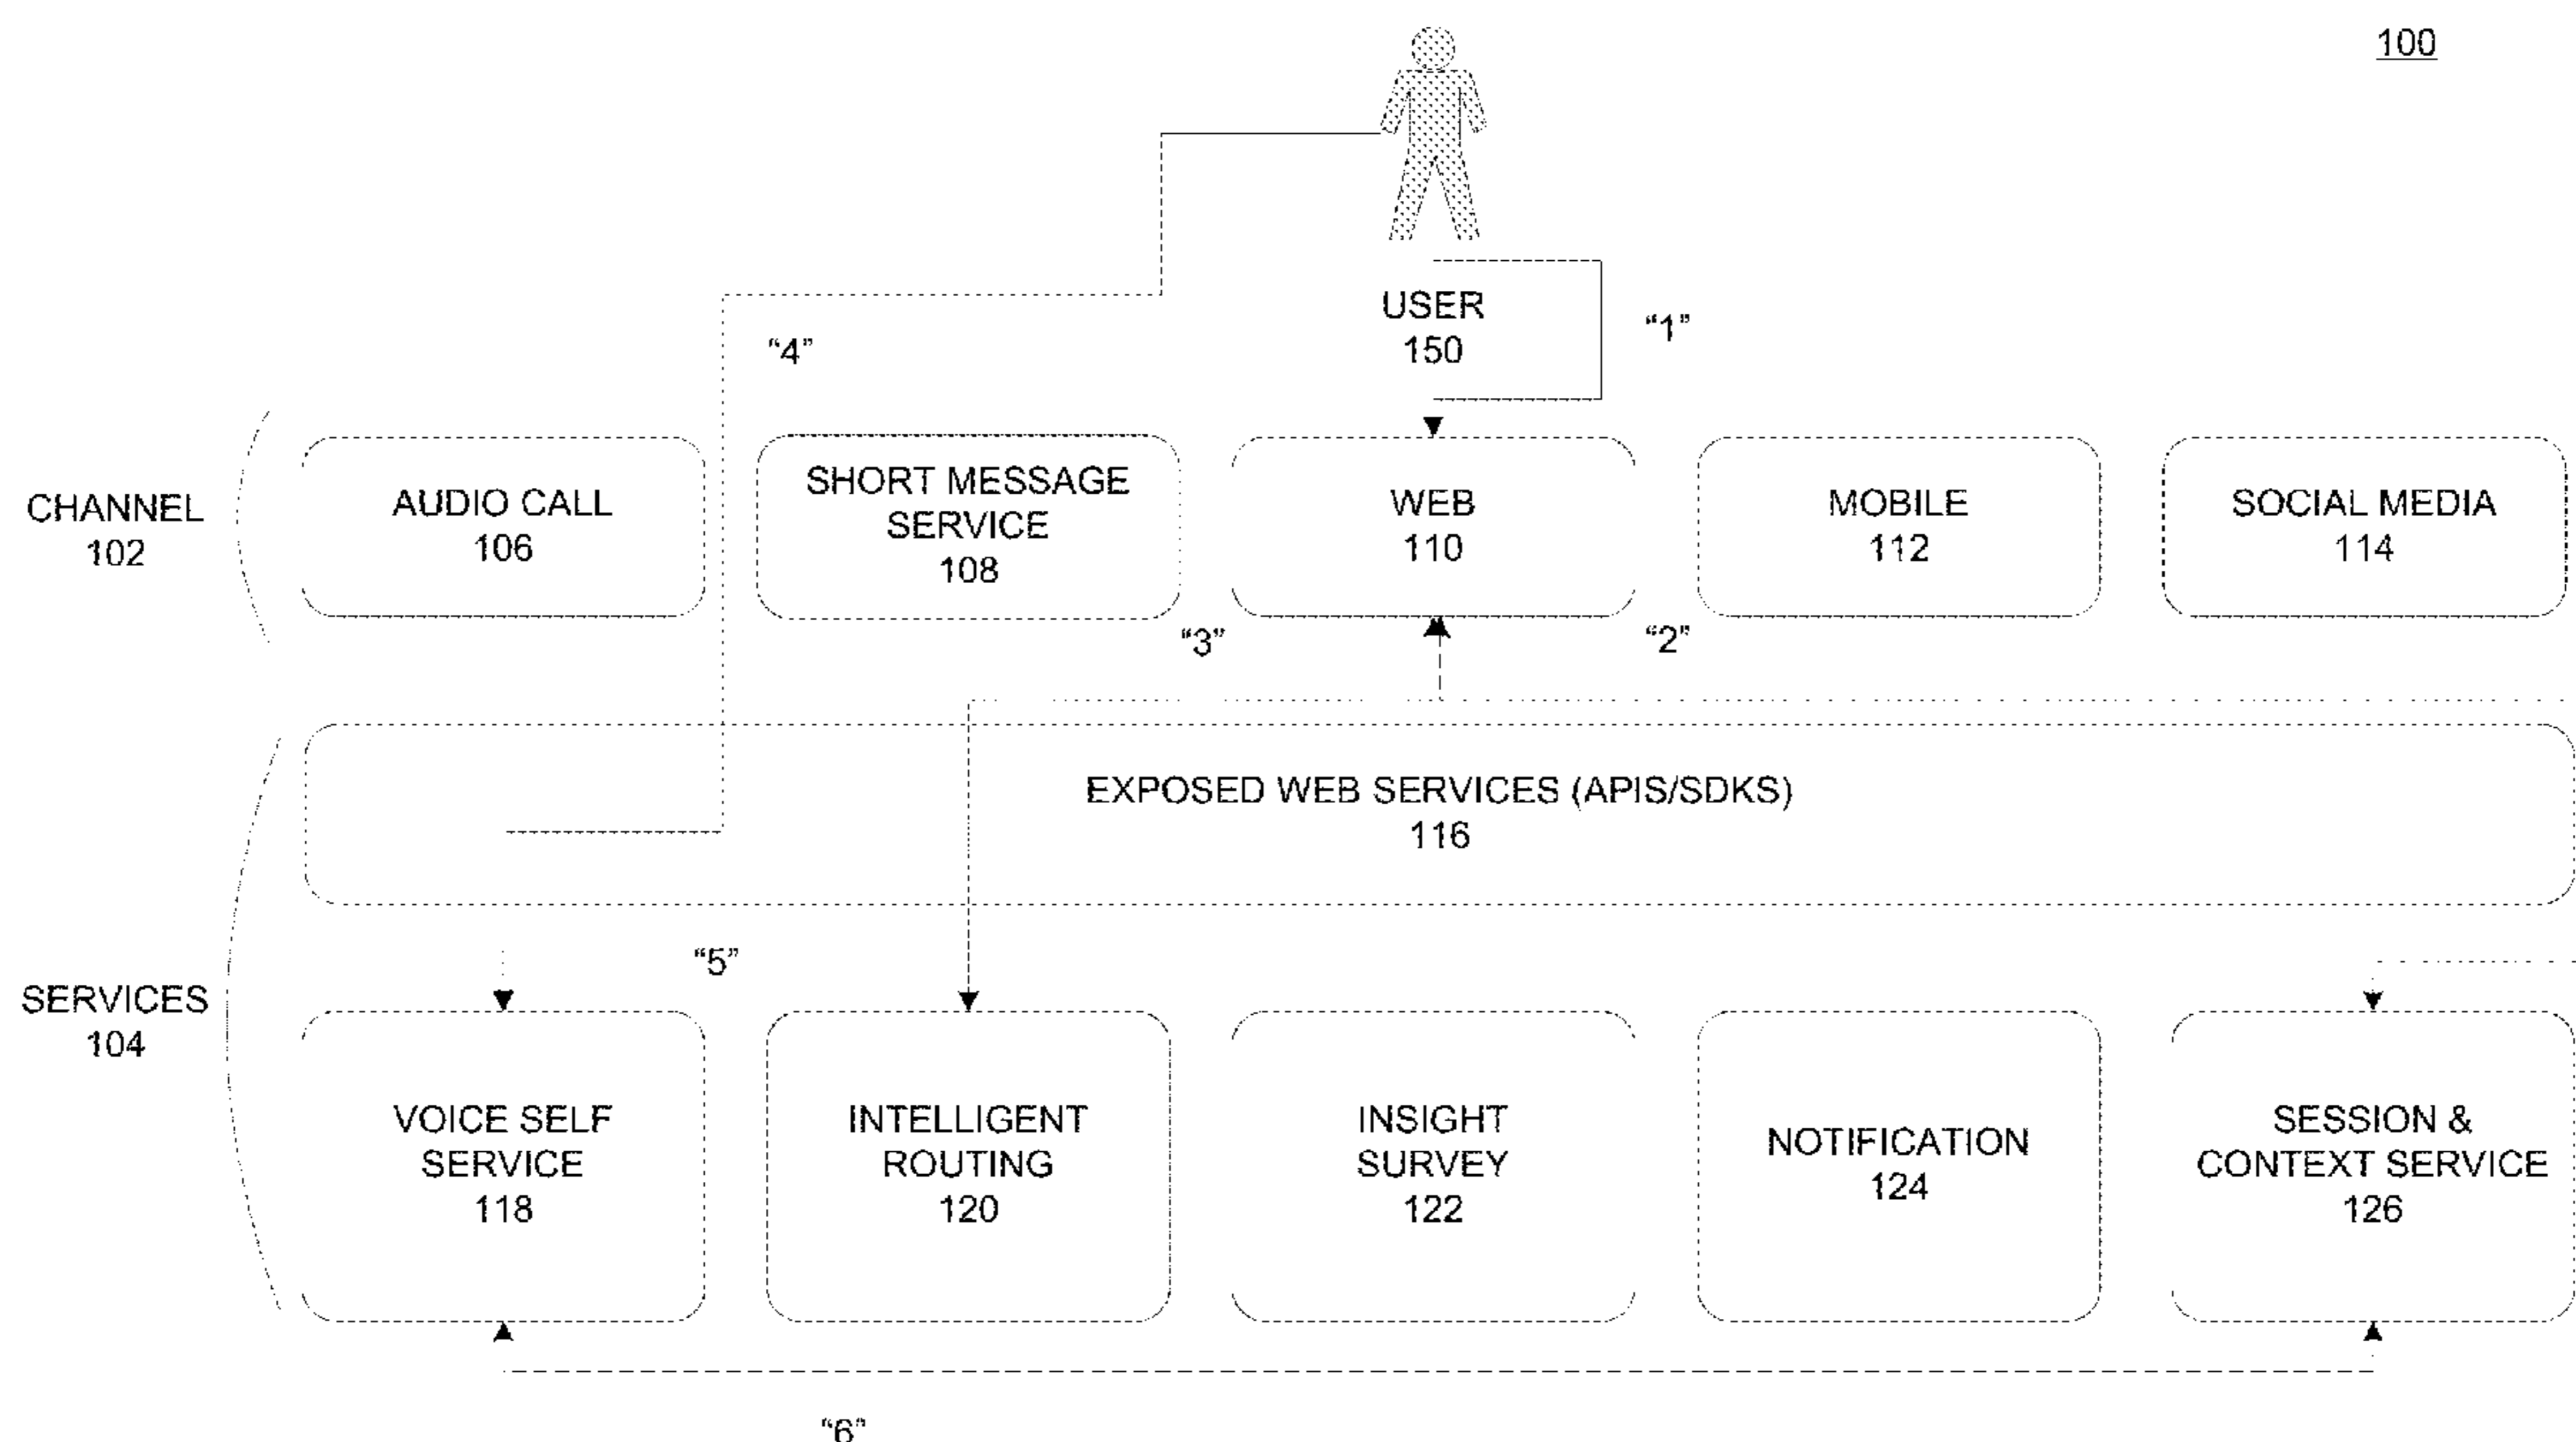 100
USER
150
“1”
“4”
CHANNEL
102
AUDIO CALL
106
SHORT MESSAGE
SERVICE
108
WEB
110
MOBILE
112
SOCIAL MEDIA
114
“3”
“2”
EXPOSED WEB SERVICES (APIS/SDKS)
116
“5”
SERVICES
104
VOICE SELF
SERVICE
118
INTELLIGENT
ROUTING
120
INSIGHT
SURVEY
122
NOTIFICATION
124
SESSION &
CONTEXT SERVICE
126
“6”